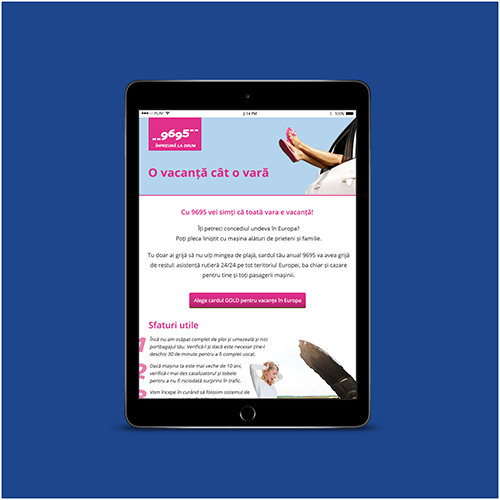 PLIM
2:14 PM
100%
--9695--
ÎMPREUNĂ LA DRUM
O vacanță cât o vară
Cu 9695 vei simți că toată vara e vacanță!
Îți petreci concediul undeva în Europa?
Poți pleca liniștit cu mașina alături de prieteni și familie.
Tu doar ai grijă să nu uiți mingea de plajă, cardul tău anual 9695 va avea grijă
de restul: asistență rutieră 24/24 pe tot teritoriul Europei, ba chiar și cazare
pentru tine și toți pasagerii mașinii.
Alege cardul GOLD pentru vacanțe în Europa
Sfaturi utile
1
Încă nu am scăpat complet de ploi și umezeală și nici
portbagajul tău. Verifică-l și dacă este necesar ține-l
deschis 30 de minute pentru a fi complet uscat.
2
Dacă mașina ta este mai veche de 10 ani,
verifică-i mai des catalizatorul și tobele
pentru a nu fi niciodată surprins în trafic.
Vom începe în curând să folosim sistemul de